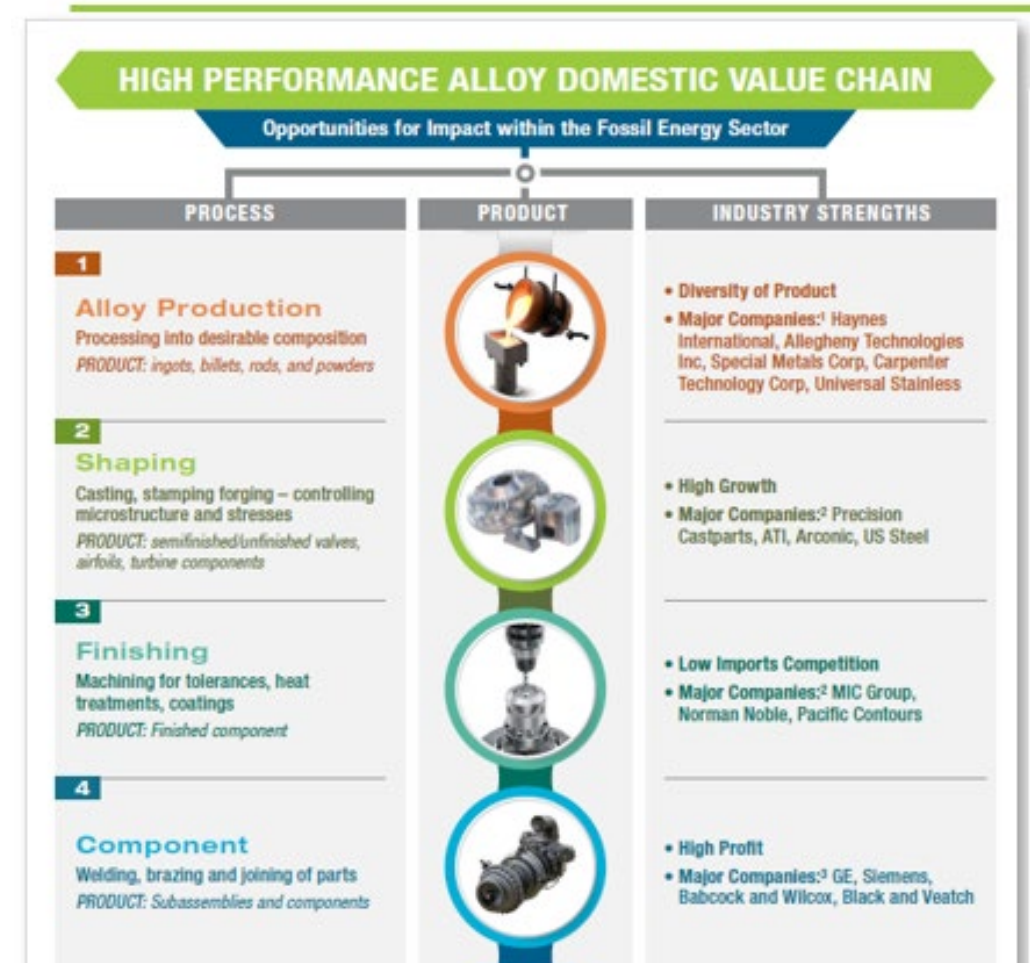 HIGH PERFORMANCE ALLOY DOMESTIC VALUE CHAIN
Opportunities for Impact within the Fossil Energy Sector
PROCESS
PRODUCT
INDUSTRY STRENGTHS
1
Alloy Production
Processing into desirable composition
PRODUCT: ingots, billets, rods, and powders
• Diversity of Product
• Major Companies:¹ Haynes
International, Allegheny Technologies
Inc, Special Metals Corp, Carpenter
Technology Corp, Universal Stainless
2
Shaping
Casting, stamping forging – controlling
microstructure and stresses
PRODUCT: semifinished/unfinished valves,
airfoils, turbine components
• High Growth
• Major Companies:² Precision
Castparts, ATI, Arconic, US Steel
3
Finishing
Machining for tolerances, heat
treatments, coatings
PRODUCT: Finished component
• Low Imports Competition
• Major Companies:² MIC Group,
Norman Noble, Pacific Contours
4
Component
Welding, brazing and joining of parts
PRODUCT: Subassemblies and components
• High Profit
• Major Companies:³ GE, Siemens,
Babcock and Wilcox, Black and Veatch